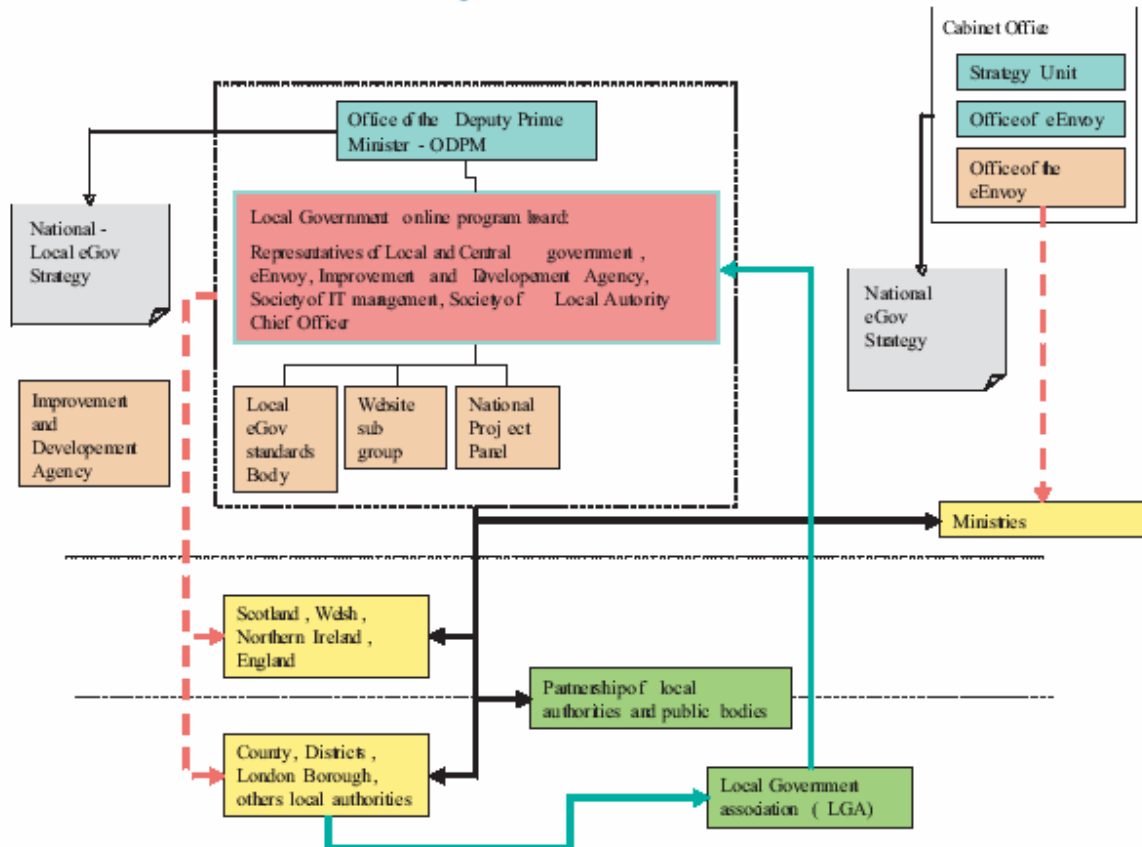 Cabinet Office
Strategy Unit
Office of eEnvoy
Office of the
eEnvoy
Office of the Deputy Prime
Minister - ODPM
National -
Local eGov
Strategy
Local Government online program board:
Representatives of Local and Central government ,
eEnvoy, Improvement and Developement Agency,
Society of IT management, Society of Local Autority
Chief Officer
National
eGov
Strategy
Improvement
and
Developement
Agency
Local
eGov
standards
Body
Website
sub
group
National
Project
Panel
Ministries
Scotland , Welsh ,
Northern Ireland ,
England
Partnership of local
authorities and public bodies
County , Districts ,
London Borough,
others local authorities
Local Government
association ( LGA)